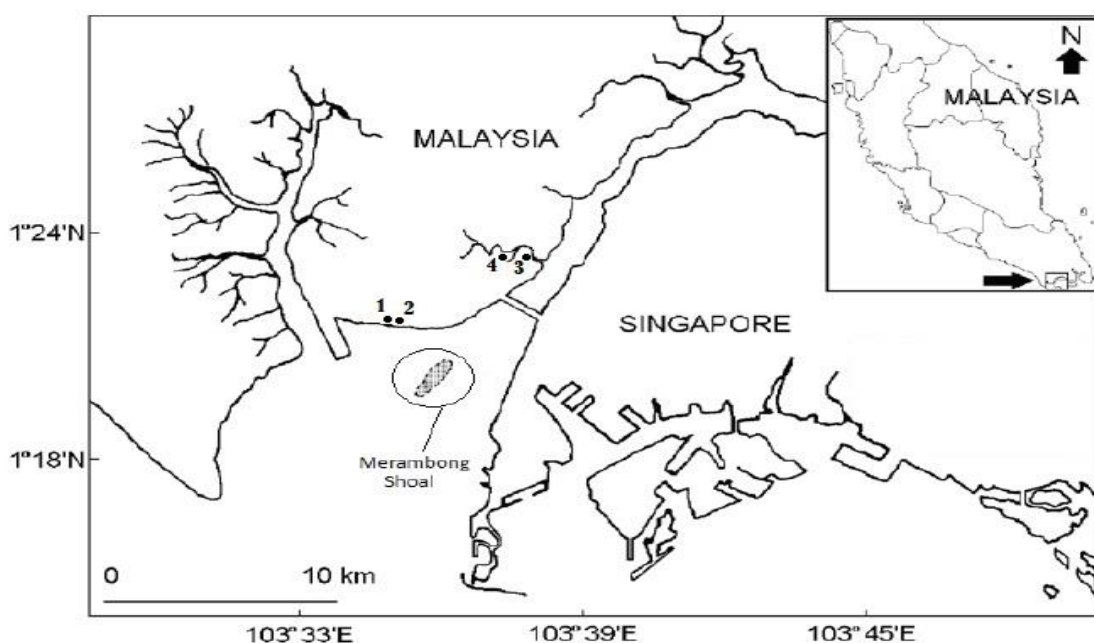 N
MALAYSIA
MALAYSIA
1°24'N
4 3
1 2
SINGAPORE
1°18'N
Merambong
Shoal
0 10 km
103°33'E 103°39'E 103°45'E